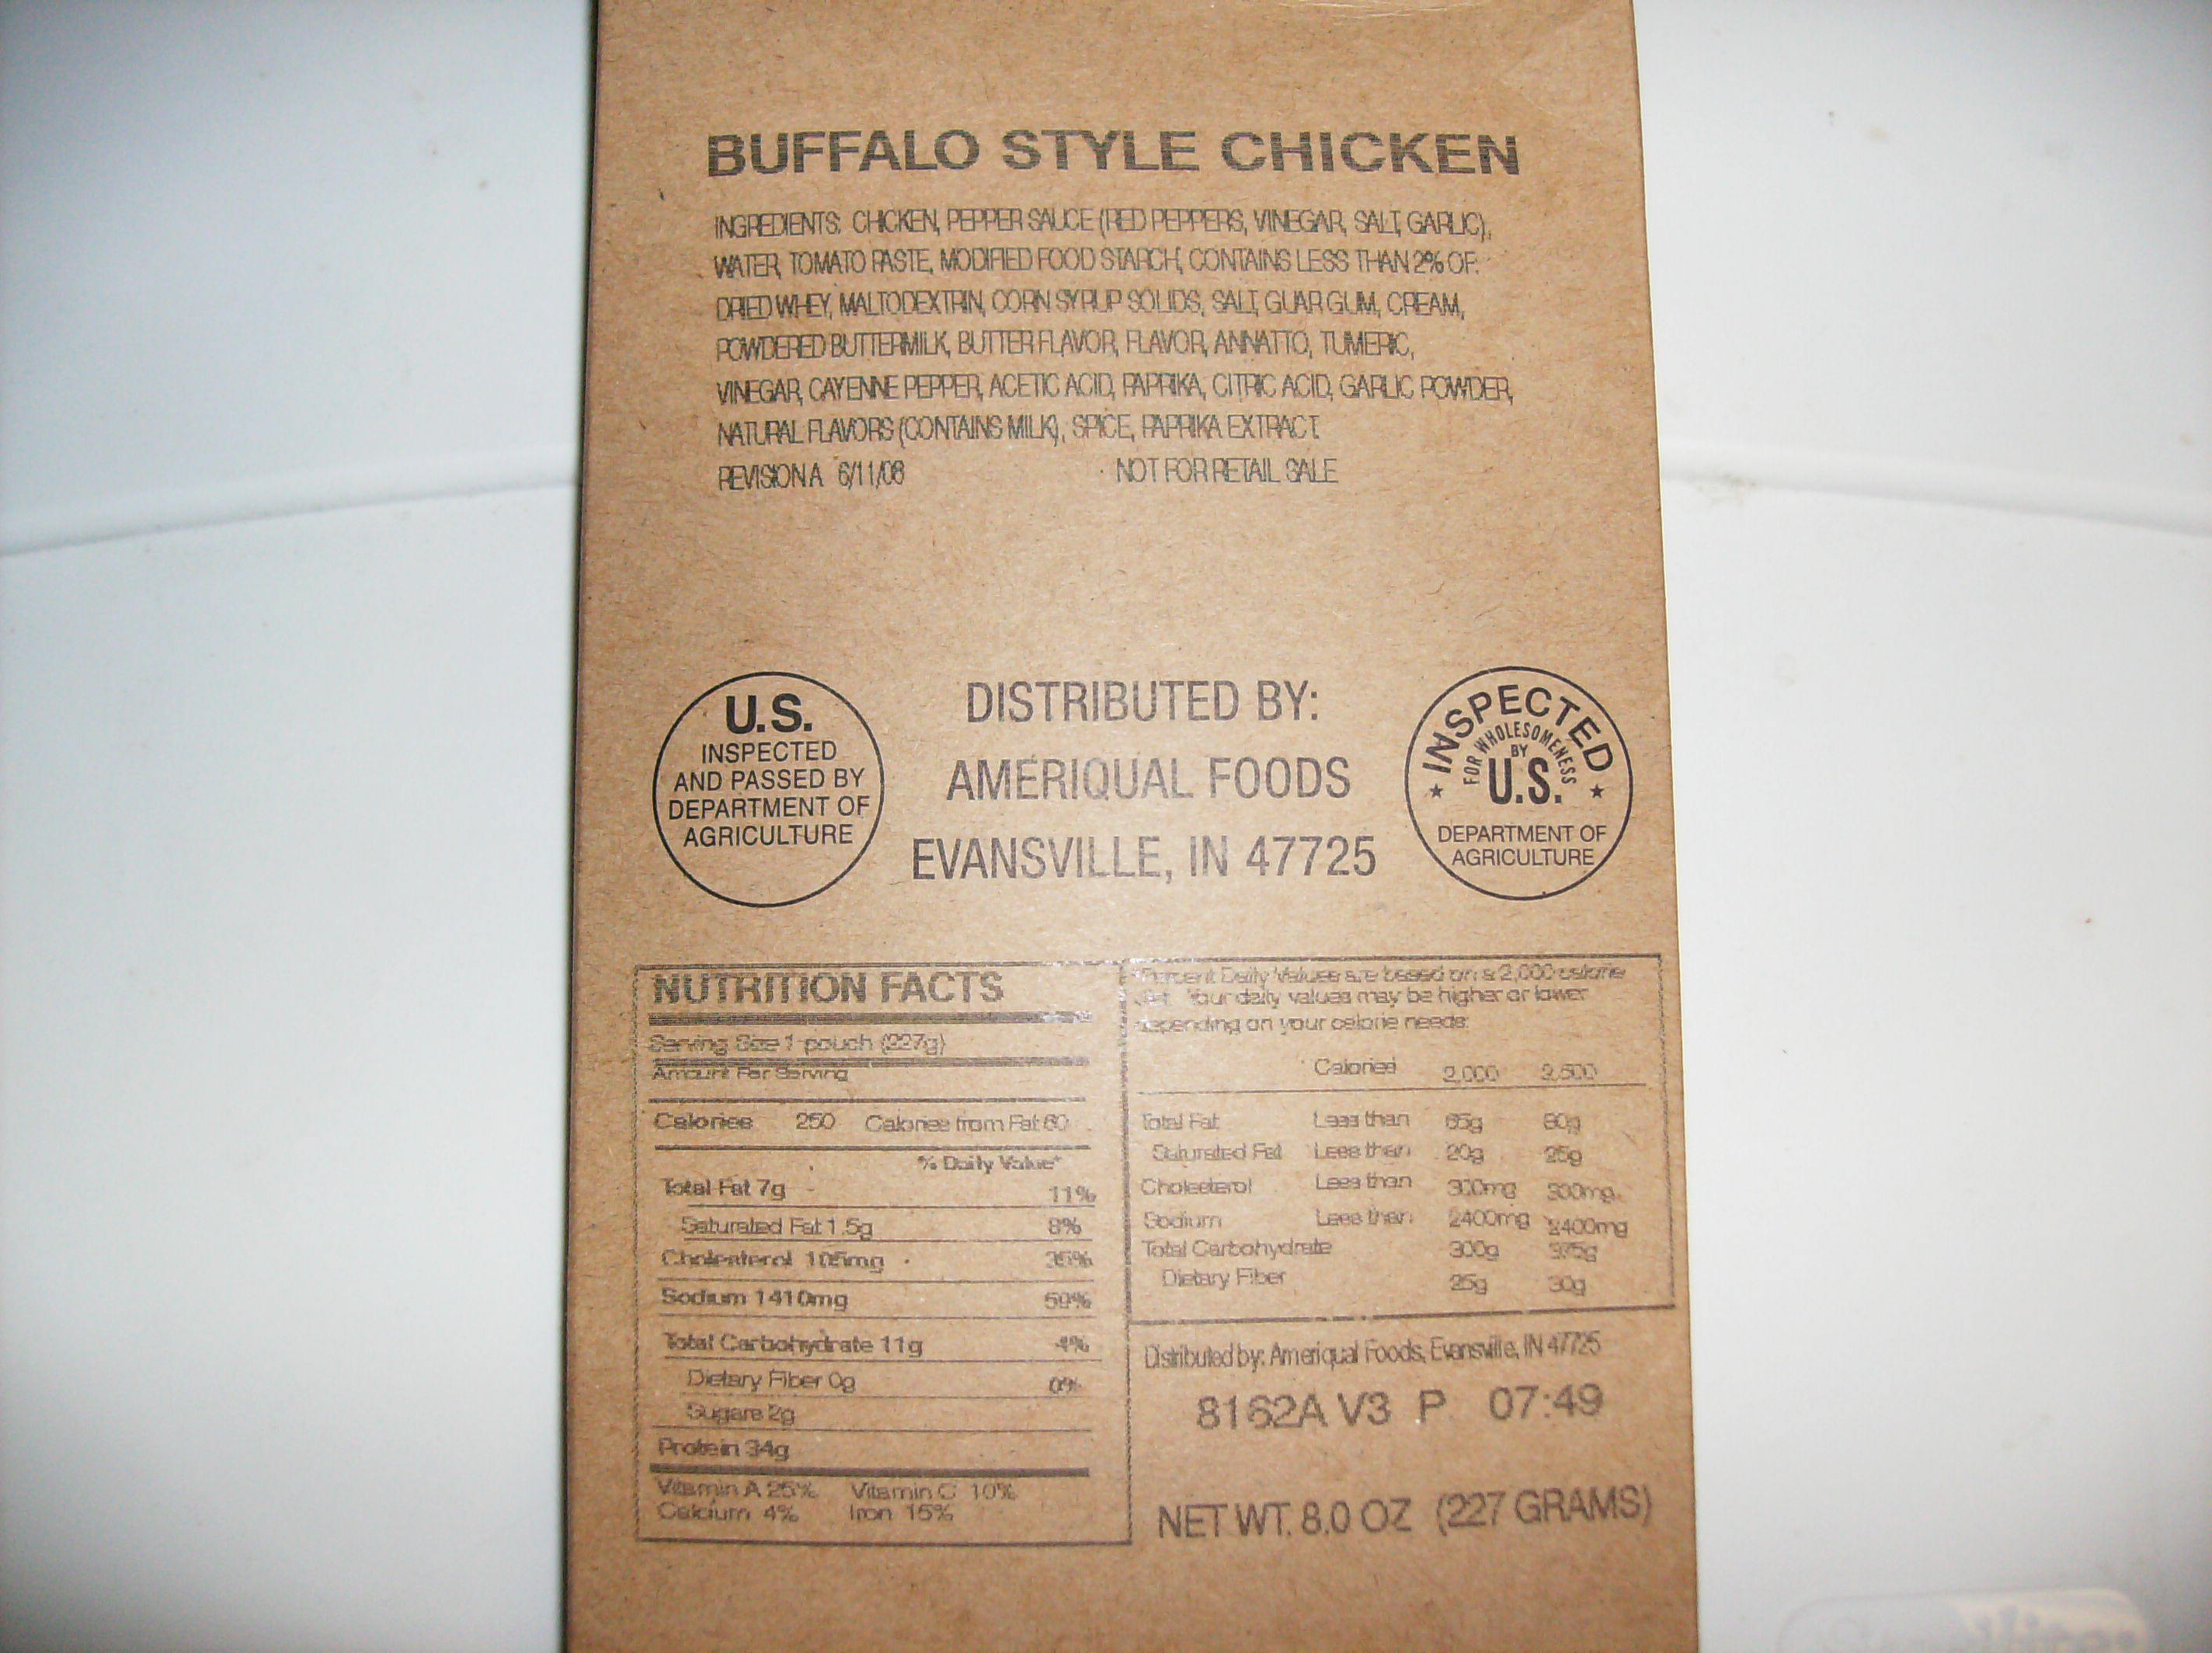 BUFFALO STYLE CHICKEN
INGREDIENTS: CHICKEN, PEPPER SAUCE (RED PEPPERS, VINEGAR, SALT, GARLIC),
WATER, TOMATO PASTE, MODIFIED FOOD STARCH, CONTAINS LESS THAN 2% OF:
DRIED WHEY, MALTODEXTRIN, CORN SYRUP SOLIDS, SALT, GUAR GUM, CREAM,
POWDERED BUTTERMILK, BUTTER FLAVOR, FLAVOR, ANNATTO, TUMERIC,
VINEGAR, CAYENNE PEPPER, ACETIC ACID, PAPRIKA, CITRIC ACID, GARLIC POWDER,
NATURAL FLAVORS (CONTAINS MILK), SPICE, PAPRIKA EXTRACT.
REVISION A 6/11/08 NOT FOR RETAIL SALE
U.S.
INSPECTED
AND PASSED BY
DEPARTMENT OF
AGRICULTURE
DISTRIBUTED BY:
AMERIQUAL FOODS
EVANSVILLE, IN 47725
INSPECTED
FOR WHOLESOMENESS
BY
U.S.
DEPARTMENT OF
AGRICULTURE
NUTRITION FACTS
Serving Size 1 pouch (227g)
Amount Per Serving
Calories 250 Calories from Fat 60
% Daily Value*
Total Fat 7g 11%
Saturated Fat 1.5g 8%
Cholesterol 105mg 35%
Sodium 1410mg 59%
Total Carbohydrate 11g 4%
Dietary Fiber 0g 0%
Sugars 2g
Protein 34g
Vitamin A 25% Vitamin C 10%
Calcium 4% Iron 15%
*Percent Daily Values are based on a 2,000 calorie
diet. Your daily values may be higher or lower
depending on your calorie needs:
Calories 2,000 2,500
Total Fat Less than 65g 80g
Saturated Fat Less than 20g 25g
Cholesterol Less than 300mg 300mg
Sodium Less than 2400mg 2400mg
Total Carbohydrate 300g 375g
Dietary Fiber 25g 30g
Distributed by: Ameriqual Foods, Evansville, IN 47725
8162A V3 P 07:49
NET WT. 8.0 OZ (227 GRAMS)